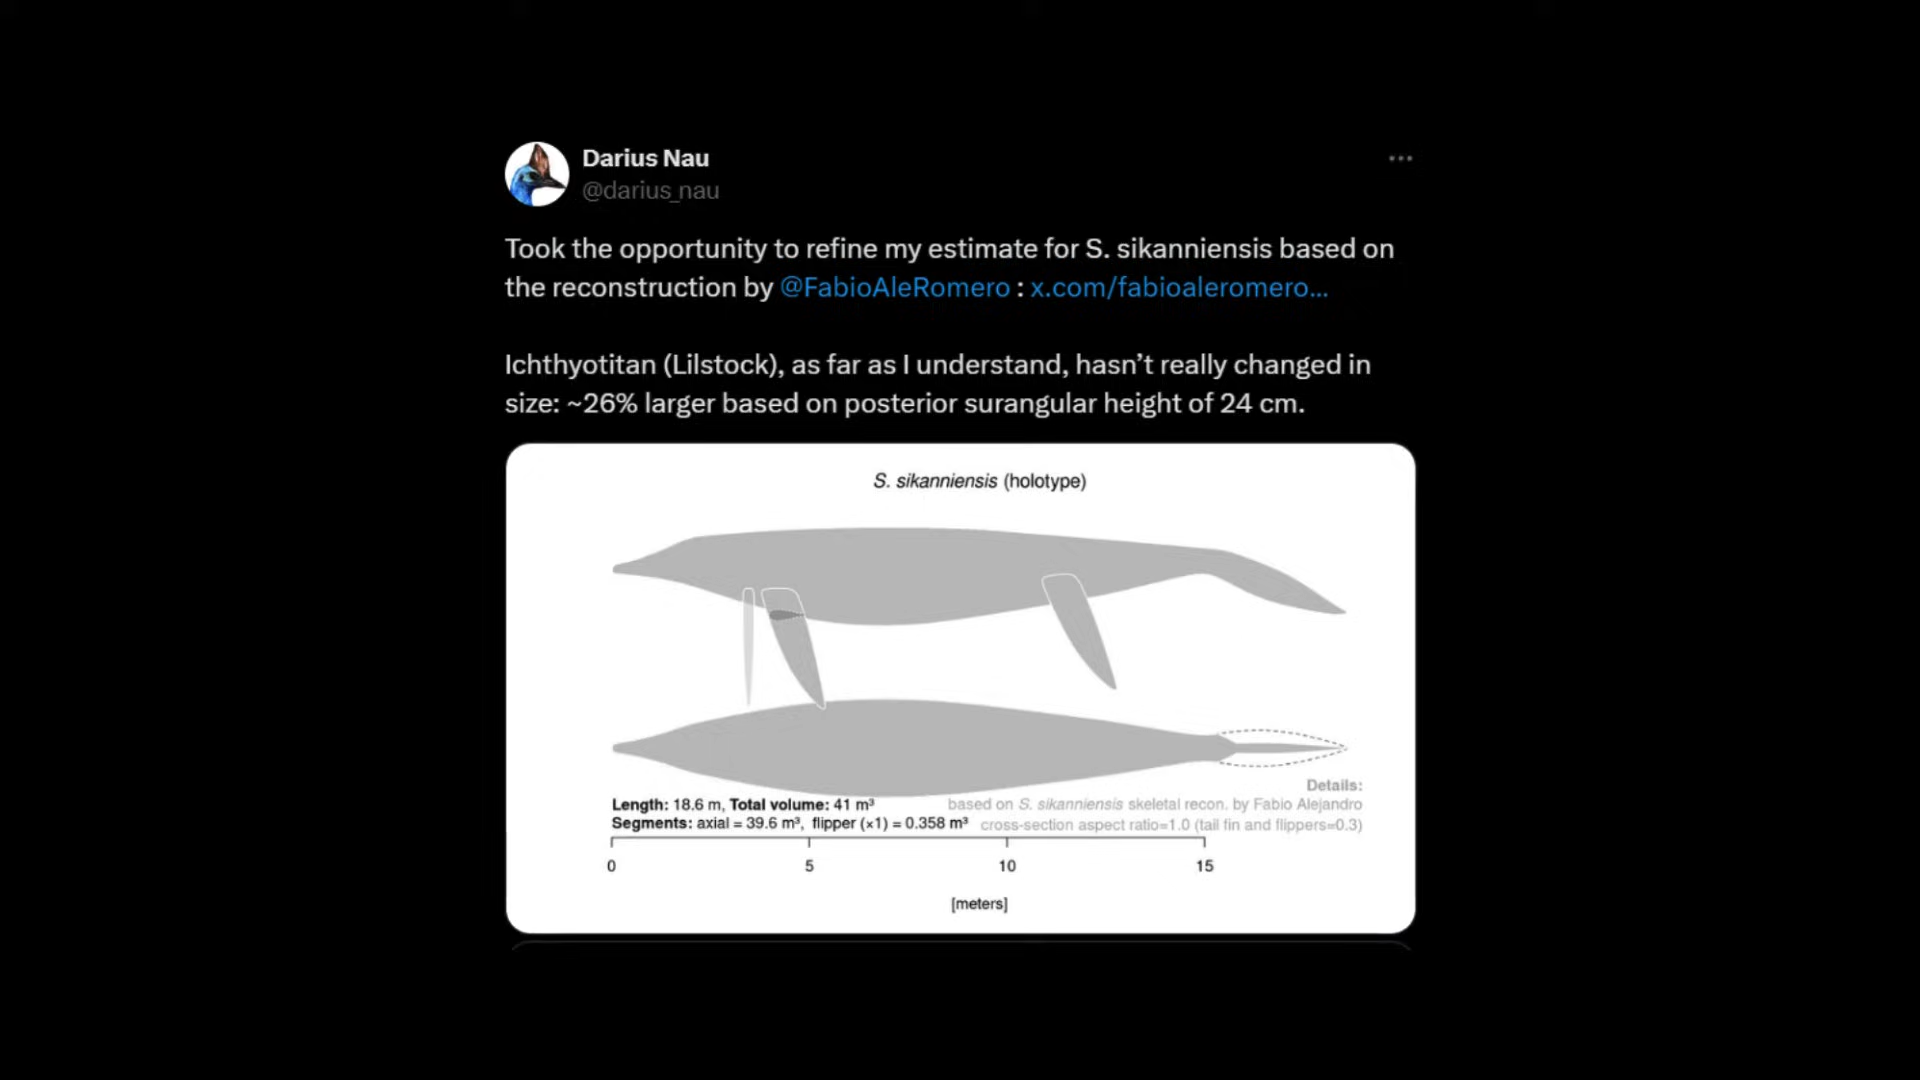 Darius Nau
@darius_nau
Took the opportunity to refine my estimate for S. sikanniensis based on
the reconstruction by @FabioAleRomero : x.com/fabioaleromero...
Ichthyotitan (Lilstock), as far as I understand, hasn’t really changed in
size: ~26% larger based on posterior surangular height of 24 cm.
S. sikanniensis (holotype)
Details:
Length: 18.6 m, Total volume: 41 m³
based on S. sikanniensis skeletal recon. by Fabio Alejandro
Segments: axial = 39.6 m³, flipper (×1) = 0.358 m³
cross-section aspect ratio=1.0 (tail fin and flippers=0.3)
0 5 10 15
[meters]